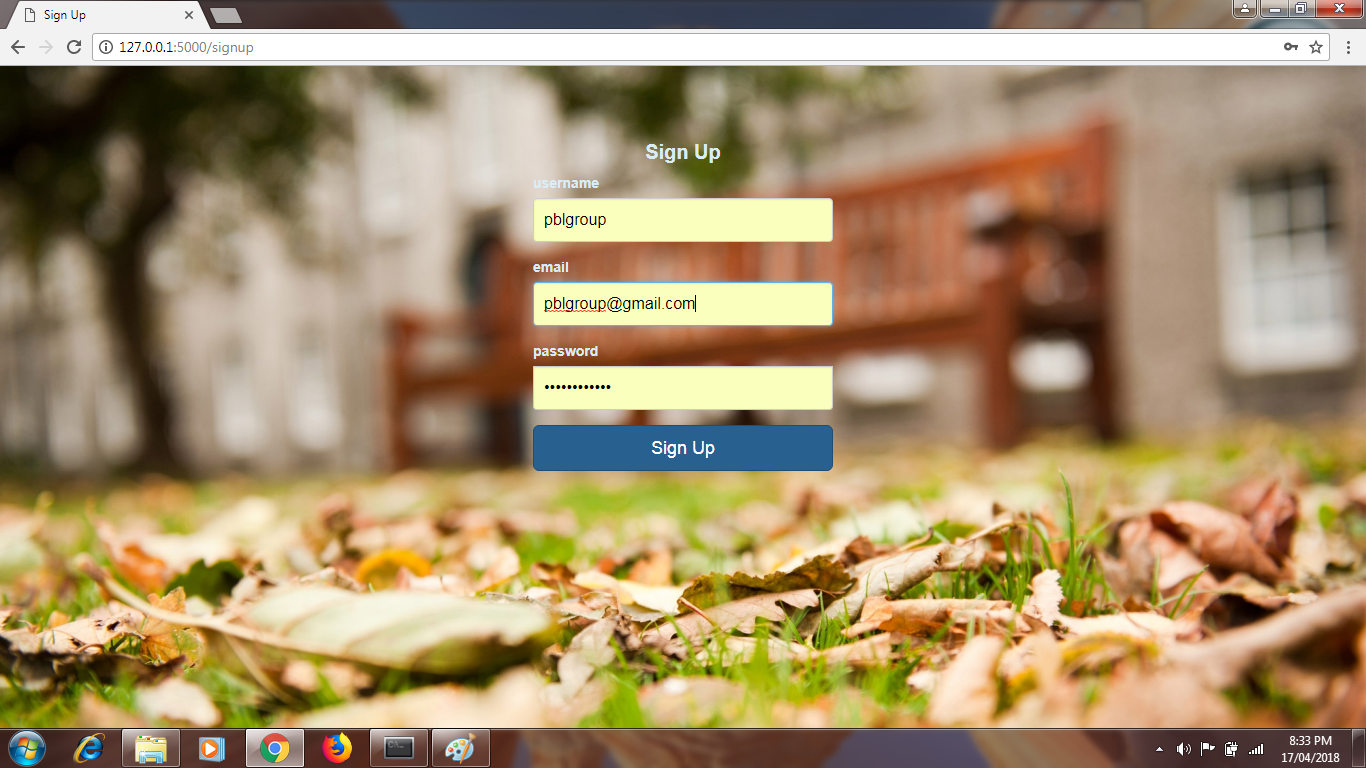 Sign Up
127.0.0.1:5000/signup
Sign Up
username
pblgroup
email
pblgroup@gmail.com
password
••••••••••••
Sign Up
8:33 PM
17/04/2018